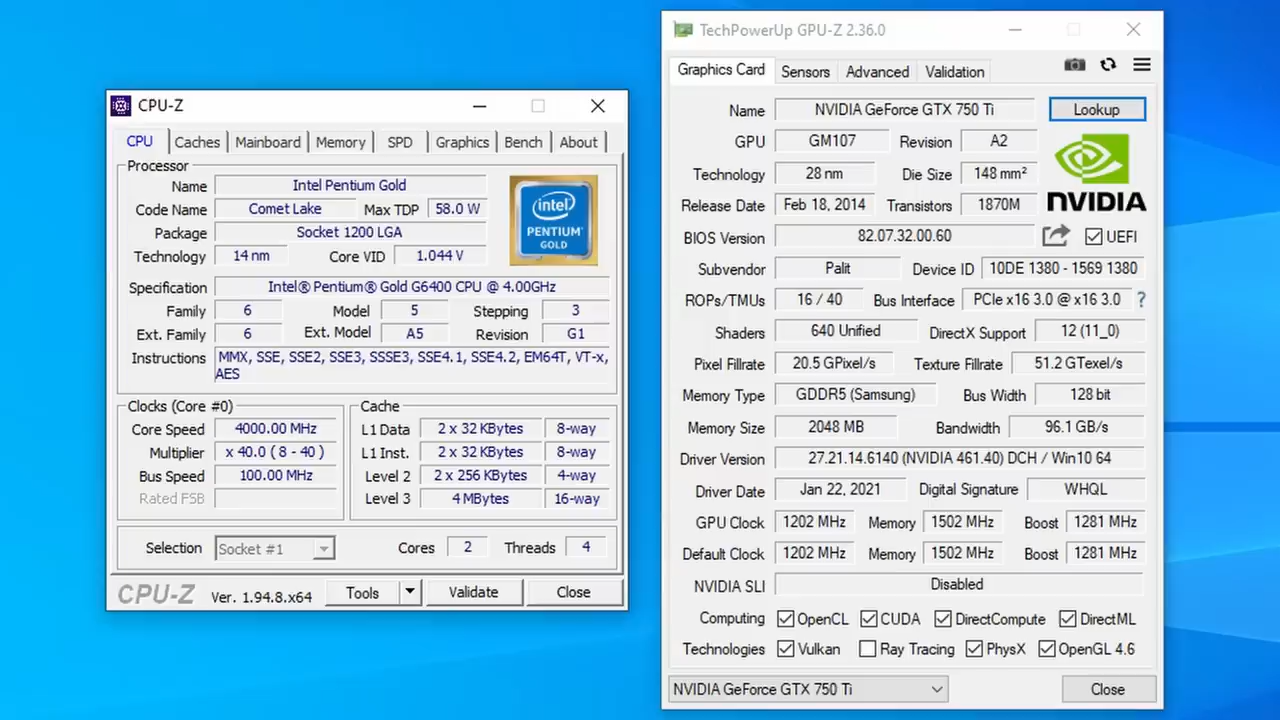 CPU-Z
CPU Caches Mainboard Memory SPD Graphics Bench About
Processor
Name Intel Pentium Gold
Code Name Comet Lake Max TDP 58.0 W
Package Socket 1200 LGA
Technology 14 nm Core VID 1.044 V
intel
PENTIUM
GOLD
Specification Intel® Pentium® Gold G6400 CPU @ 4.00GHz
Family 6 Model 5 Stepping 3
Ext. Family 6 Ext. Model A5 Revision G1
Instructions MMX, SSE, SSE2, SSE3, SSSE3, SSE4.1, SSE4.2, EM64T, VT-x,
AES
Clocks (Core #0)
Core Speed 4000.00 MHz
Multiplier x 40.0 ( 8 - 40 )
Bus Speed 100.00 MHz
Rated FSB
Cache
L1 Data 2 x 32 KBytes 8-way
L1 Inst. 2 x 32 KBytes 8-way
Level 2 2 x 256 KBytes 4-way
Level 3 4 MBytes 16-way
Selection Socket #1 Cores 2 Threads 4
CPU-Z Ver. 1.94.8.x64 Tools Validate Close
TechPowerUp GPU-Z 2.36.0
Graphics Card Sensors Advanced Validation
Name NVIDIA GeForce GTX 750 Ti Lookup
GPU GM107 Revision A2
Technology 28 nm Die Size 148 mm²
Release Date Feb 18, 2014 Transistors 1870M
NVIDIA
BIOS Version 82.07.32.00.60 UEFI
Subvendor Palit Device ID 10DE 1380 - 1569 1380
ROPs/TMUs 16 / 40 Bus Interface PCIe x16 3.0 @ x16 3.0 ?
Shaders 640 Unified DirectX Support 12 (11_0)
Pixel Fillrate 20.5 GPixel/s Texture Fillrate 51.2 GTexel/s
Memory Type GDDR5 (Samsung) Bus Width 128 bit
Memory Size 2048 MB Bandwidth 96.1 GB/s
Driver Version 27.21.14.6140 (NVIDIA 461.40) DCH / Win10 64
Driver Date Jan 22, 2021 Digital Signature WHQL
GPU Clock 1202 MHz Memory 1502 MHz Boost 1281 MHz
Default Clock 1202 MHz Memory 1502 MHz Boost 1281 MHz
NVIDIA SLI Disabled
Computing OpenCL CUDA DirectCompute DirectML
Technologies Vulkan Ray Tracing PhysX OpenGL 4.6
NVIDIA GeForce GTX 750 Ti Close